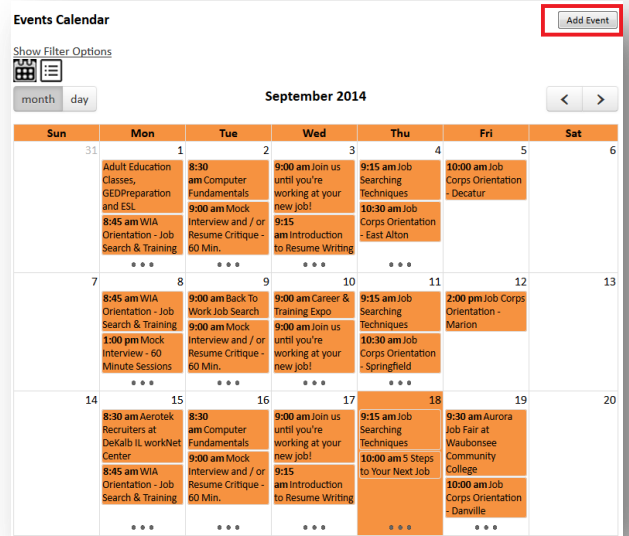 Events Calendar
Add Event
Show Filter Options
month day
September 2014
Sun Mon Tue Wed Thu Fri Sat
31 1 2 3 4 5 6
Adult Education
Classes,
GEDPreparation
and ESL
8:45 am WIA
Orientation - Job
Search & Training
8:30
am Computer
Fundamentals
9:00 am Mock
Interview and / or
Resume Critique -
60 Min.
9:00 am Join us
until you're
working at your
new job!
9:15
am Introduction
to Resume Writing
9:15 am Job
Searching
Techniques
10:30 am Job
Corps Orientation
- East Alton
10:00 am Job
Corps Orientation
- Decatur
7 8 9 10 11 12 13
8:45 am WIA
Orientation - Job
Search & Training
1:00 pm Mock
Interview - 60
Minute Sessions
9:00 am Back To
Work Job Search
9:00 am Mock
Interview and / or
Resume Critique -
60 Min.
9:00 am Career &
Training Expo
9:00 am Join us
until you're
working at your
new job!
9:15 am Job
Searching
Techniques
10:30 am Job
Corps Orientation
- Springfield
2:00 pm Job Corps
Orientation -
Marion
14 15 16 17 18 19 20
8:30 am Aerotek
Recruiters at
DeKalb IL workNet
Center
8:45 am WIA
Orientation - Job
Search & Training
8:30
am Computer
Fundamentals
9:00 am Mock
Interview and / or
Resume Critique -
60 Min.
9:00 am Join us
until you're
working at your
new job!
9:15
am Introduction
to Resume Writing
9:15 am Job
Searching
Techniques
10:00 am 5 Steps
to Your Next Job
9:30 am Aurora
Job Fair at
Waubonsee
Community
College
10:00 am Job
Corps Orientation
- Danville